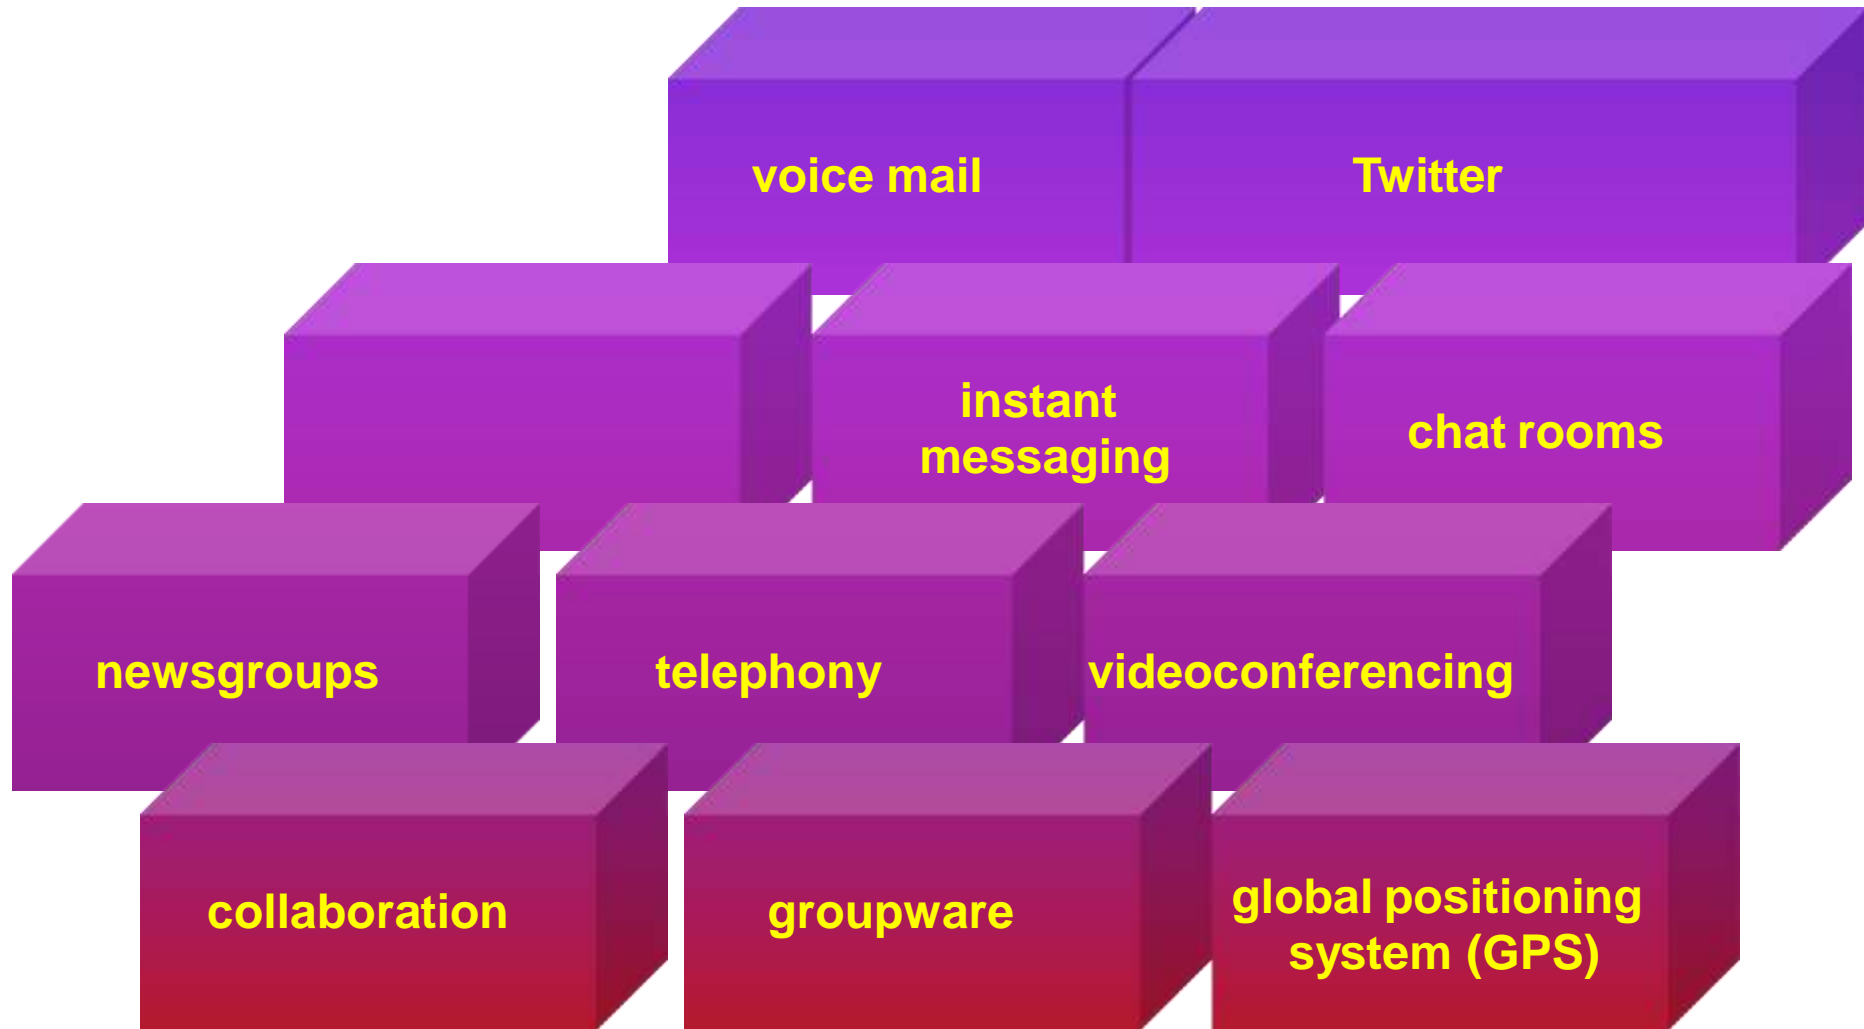 voice mail
Twitter
instant
messaging
chat rooms
newsgroups
telephony
videoconferencing
collaboration
groupware
global positioning
system (GPS)